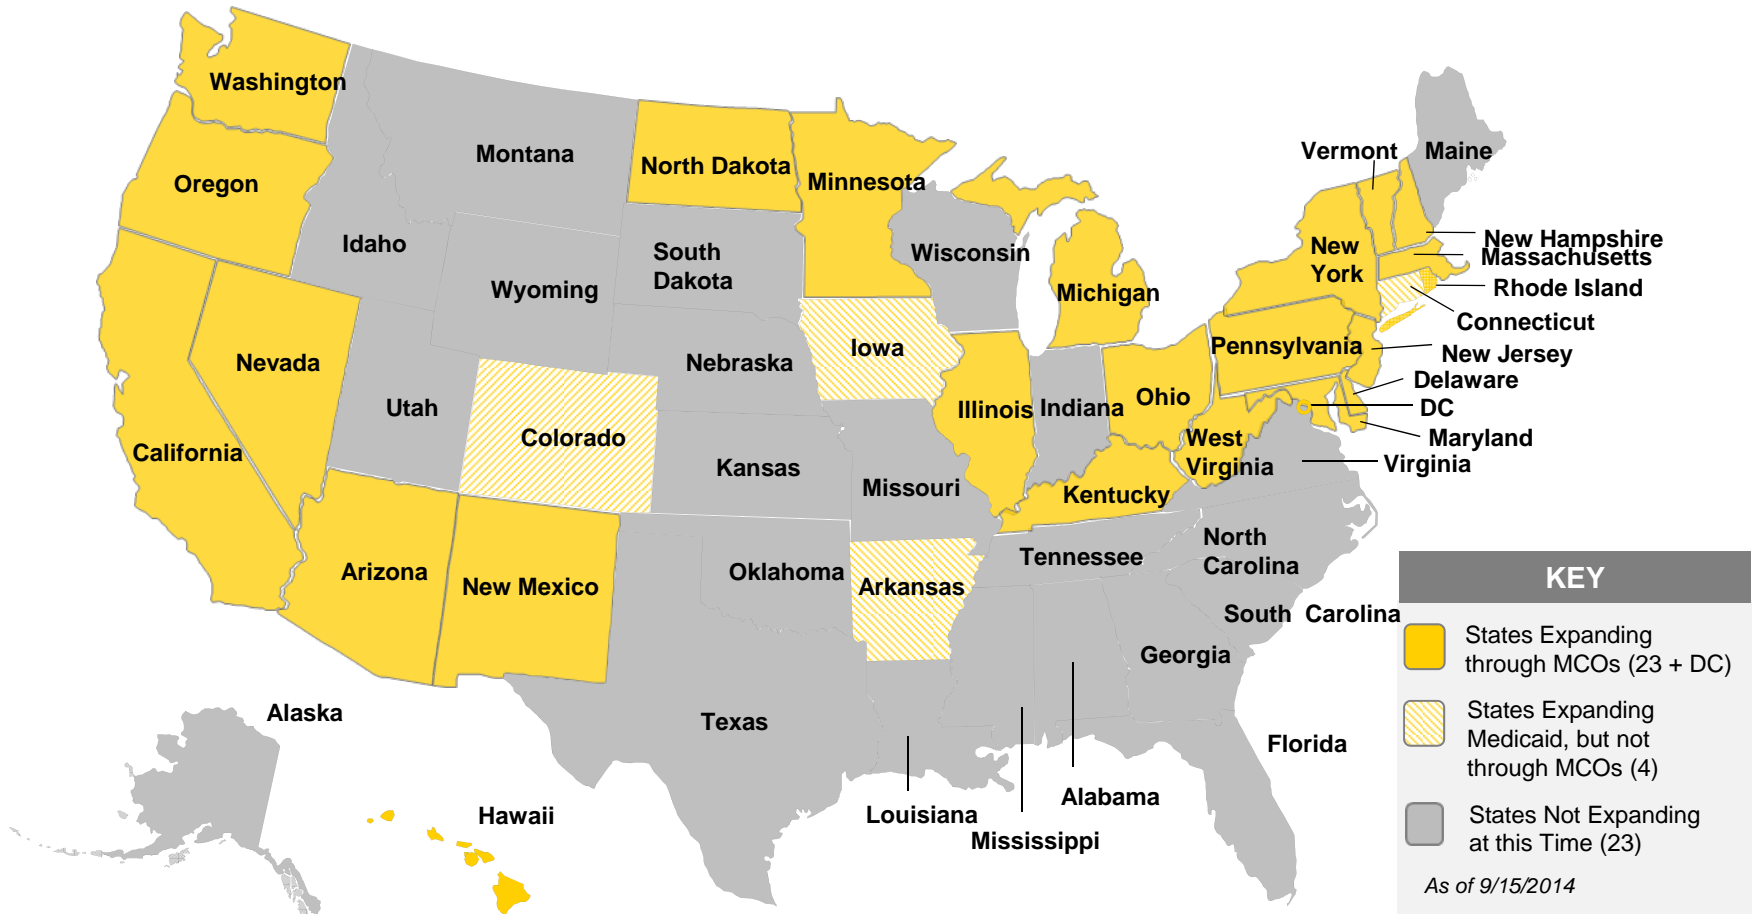 Washington
Montana
North Dakota
Minnesota
Vermont
Maine
Oregon
Idaho
Wyoming
South
Dakota
Wisconsin
Michigan
New
York
New Hampshire
Massachusetts
Rhode Island
Connecticut
New Jersey
Delaware
DC
Maryland
Virginia
Nevada
Utah
Colorado
Nebraska
Iowa
Illinois
Indiana
Ohio
Pennsylvania
West
Virginia
California
Kansas
Missouri
Kentucky
Arizona
New Mexico
Oklahoma
Arkansas
Tennessee
North
Carolina
South Carolina
Georgia
Texas
Alaska
Hawaii
Louisiana
Mississippi
Alabama
Florida
KEY
States Expanding
through MCOs (23 + DC)
States Expanding
Medicaid, but not
through MCOs (4)
States Not Expanding
at this Time (23)
As of 9/15/2014